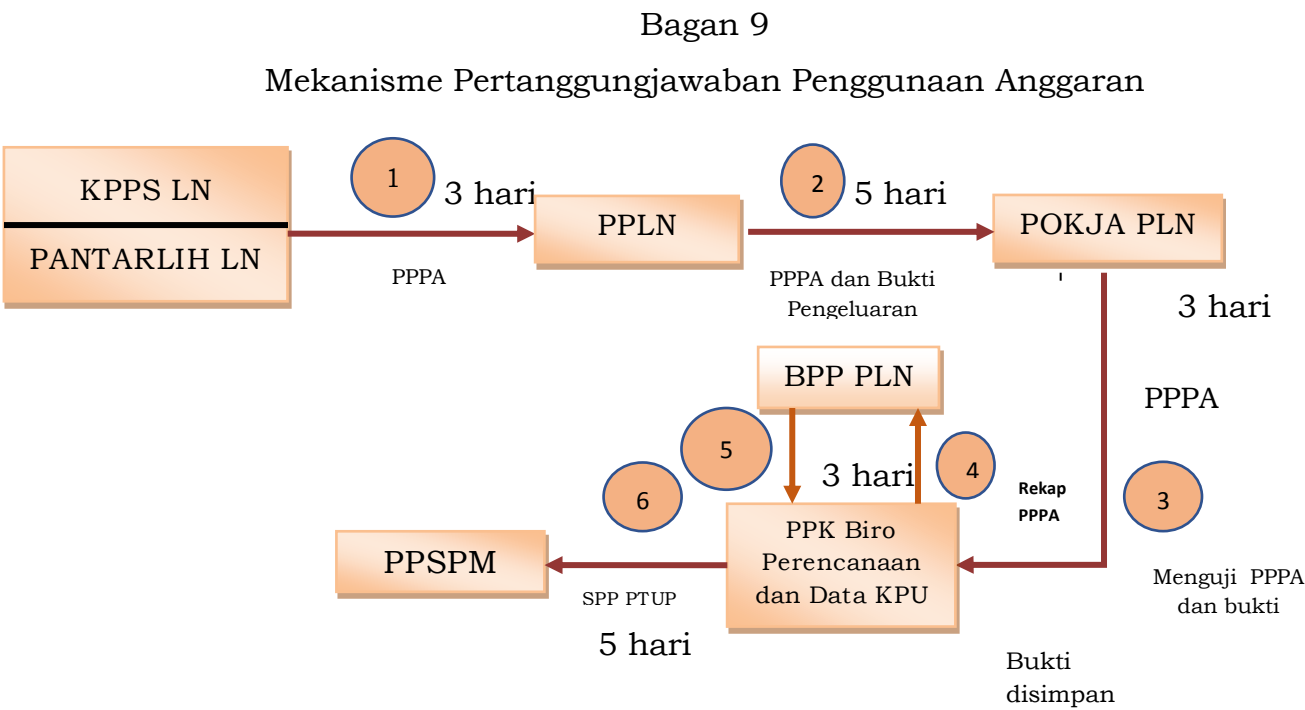 Bagan 9
Mekanisme Pertanggungjawaban Penggunaan Anggaran
KPPS LN
PANTARLIH LN
1
3 hari
PPPA
PPLN
2
5 hari
PPPA dan Bukti
Pengeluaran
POKJA PLN
3 hari
PPPA
3
Menguji PPPA
dan bukti
BPP PLN
5
3 hari
4
Rekap
PPPA
6
PPK Biro
Perencanaan
dan Data KPU
PPSPM
SPP PTUP
5 hari
Bukti
disimpan